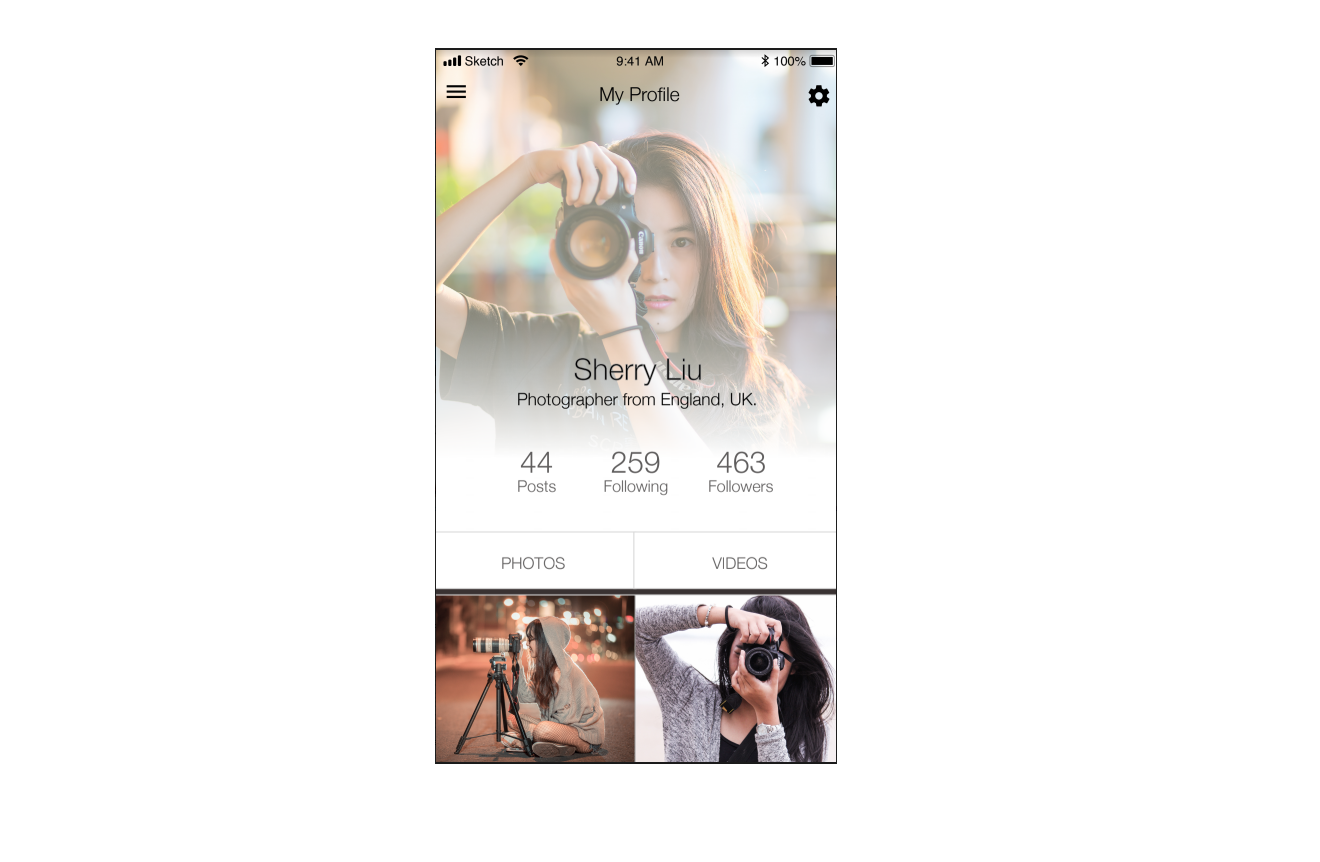 Sketch 9:41 AM 100%
My Profile
Canon
Sherry Liu
Photographer from England, UK.
44 259 463
Posts Following Followers
PHOTOS VIDEOS